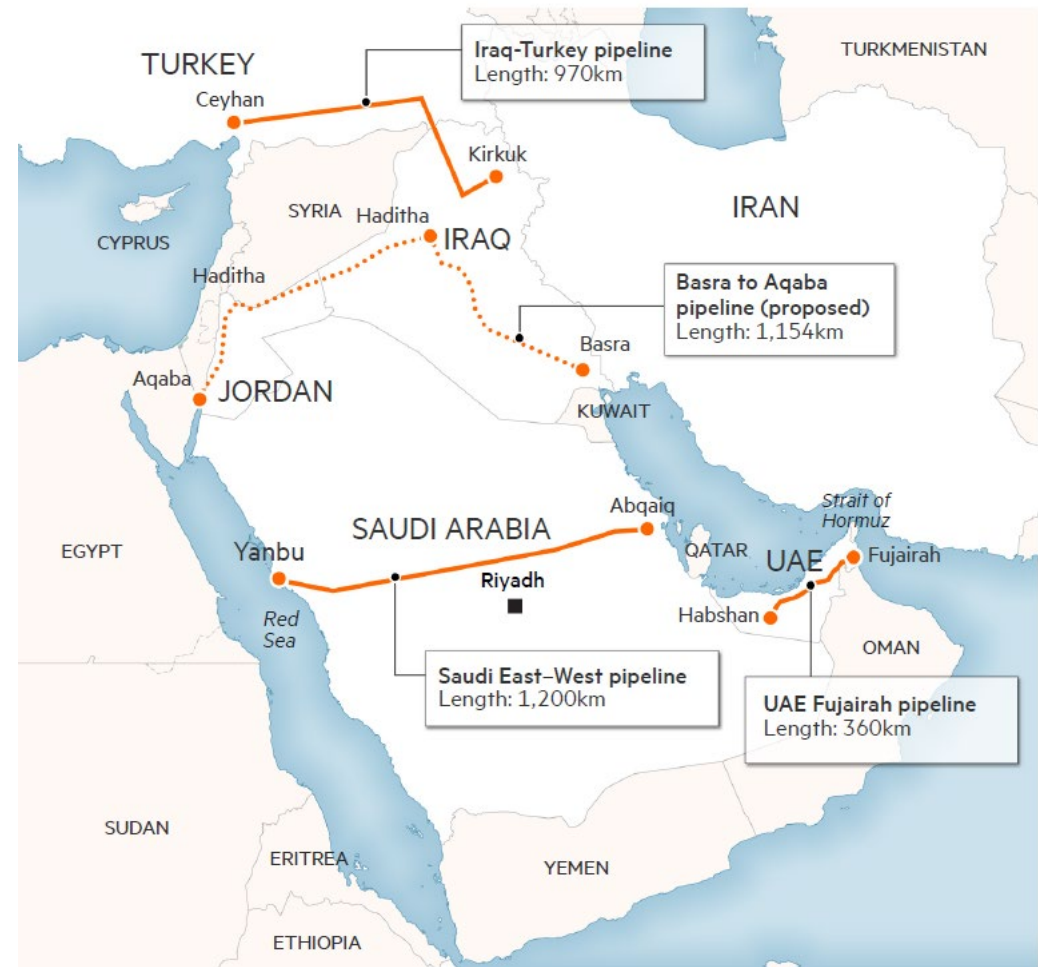 Iraq-Turkey pipeline
Length: 970km
TURKMENISTAN
TURKEY
Ceyhan
Kirkuk
SYRIA
Haditha
IRAQ
IRAN
CYPRUS
Haditha
Basra to Aqaba
pipeline (proposed)
Length: 1,154km
Basra
Aqaba
JORDAN
KUWAIT
Strait of
Hormuz
Abqaiq
SAUDI ARABIA
EGYPT
Yanbu
QATAR
UAE
Fujairah
Riyadh
Habshan
Red
Sea
OMAN
Saudi East–West pipeline
Length: 1,200km
UAE Fujairah pipeline
Length: 360km
SUDAN
ERITREA
YEMEN
ETHIOPIA